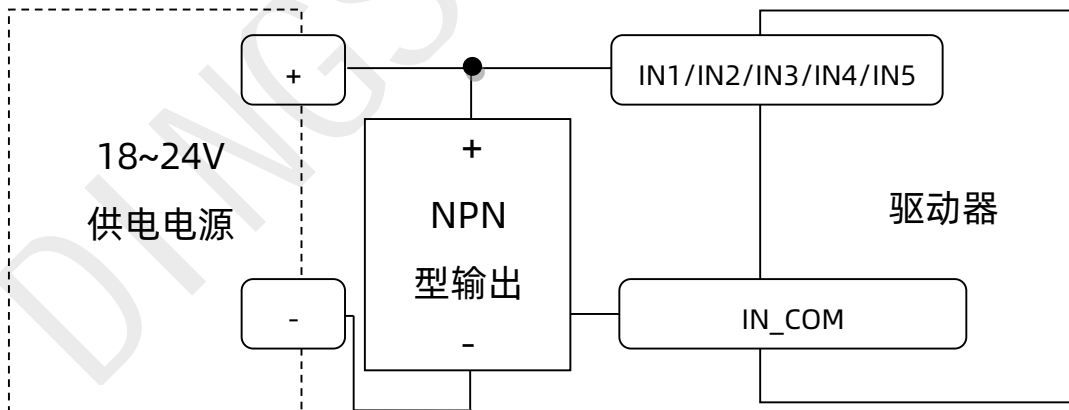 +
IN1/IN2/IN3/IN4/IN5
18~24V
供电电源
+
NPN
型输出
-
驱动器
-
IN_COM
DINGS